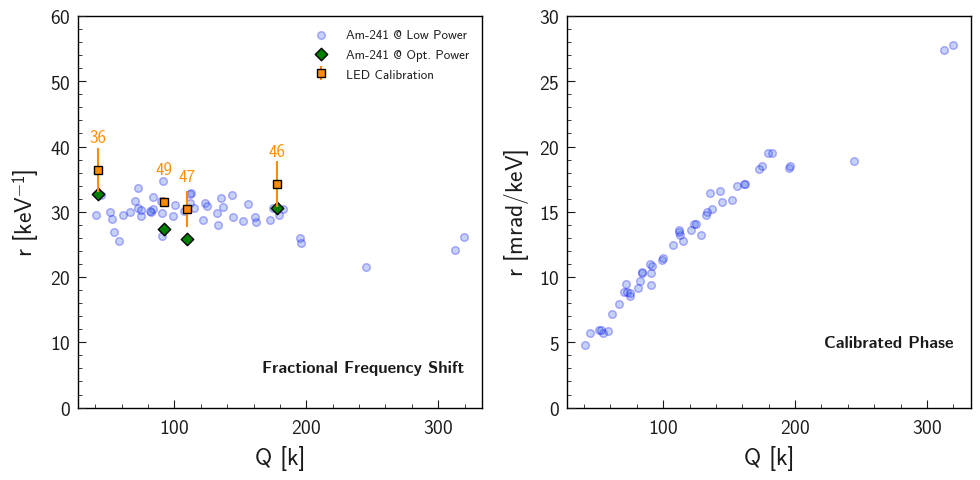 60
50
40
30
20
10
0
100
200
300
r [keV⁻¹]
Q [k]
Am-241 @ Low Power
Am-241 @ Opt. Power
LED Calibration
36
49
47
46
Fractional Frequency Shift
30
25
20
15
10
5
0
100
200
300
r [mrad/keV]
Q [k]
Calibrated Phase